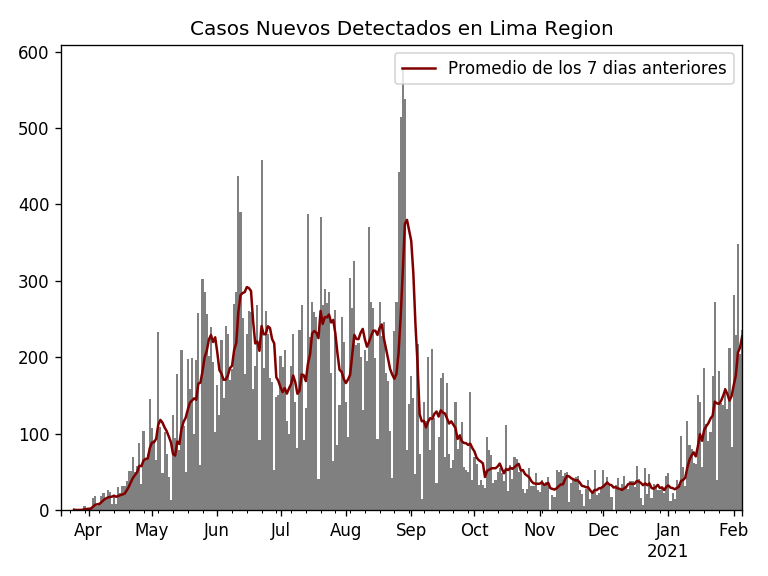 Casos Nuevos Detectados en Lima Region
Promedio de los 7 dias anteriores
600
500
400
300
200
100
0
Apr May Jun Jul Aug Sep Oct Nov Dec Jan Feb
2021